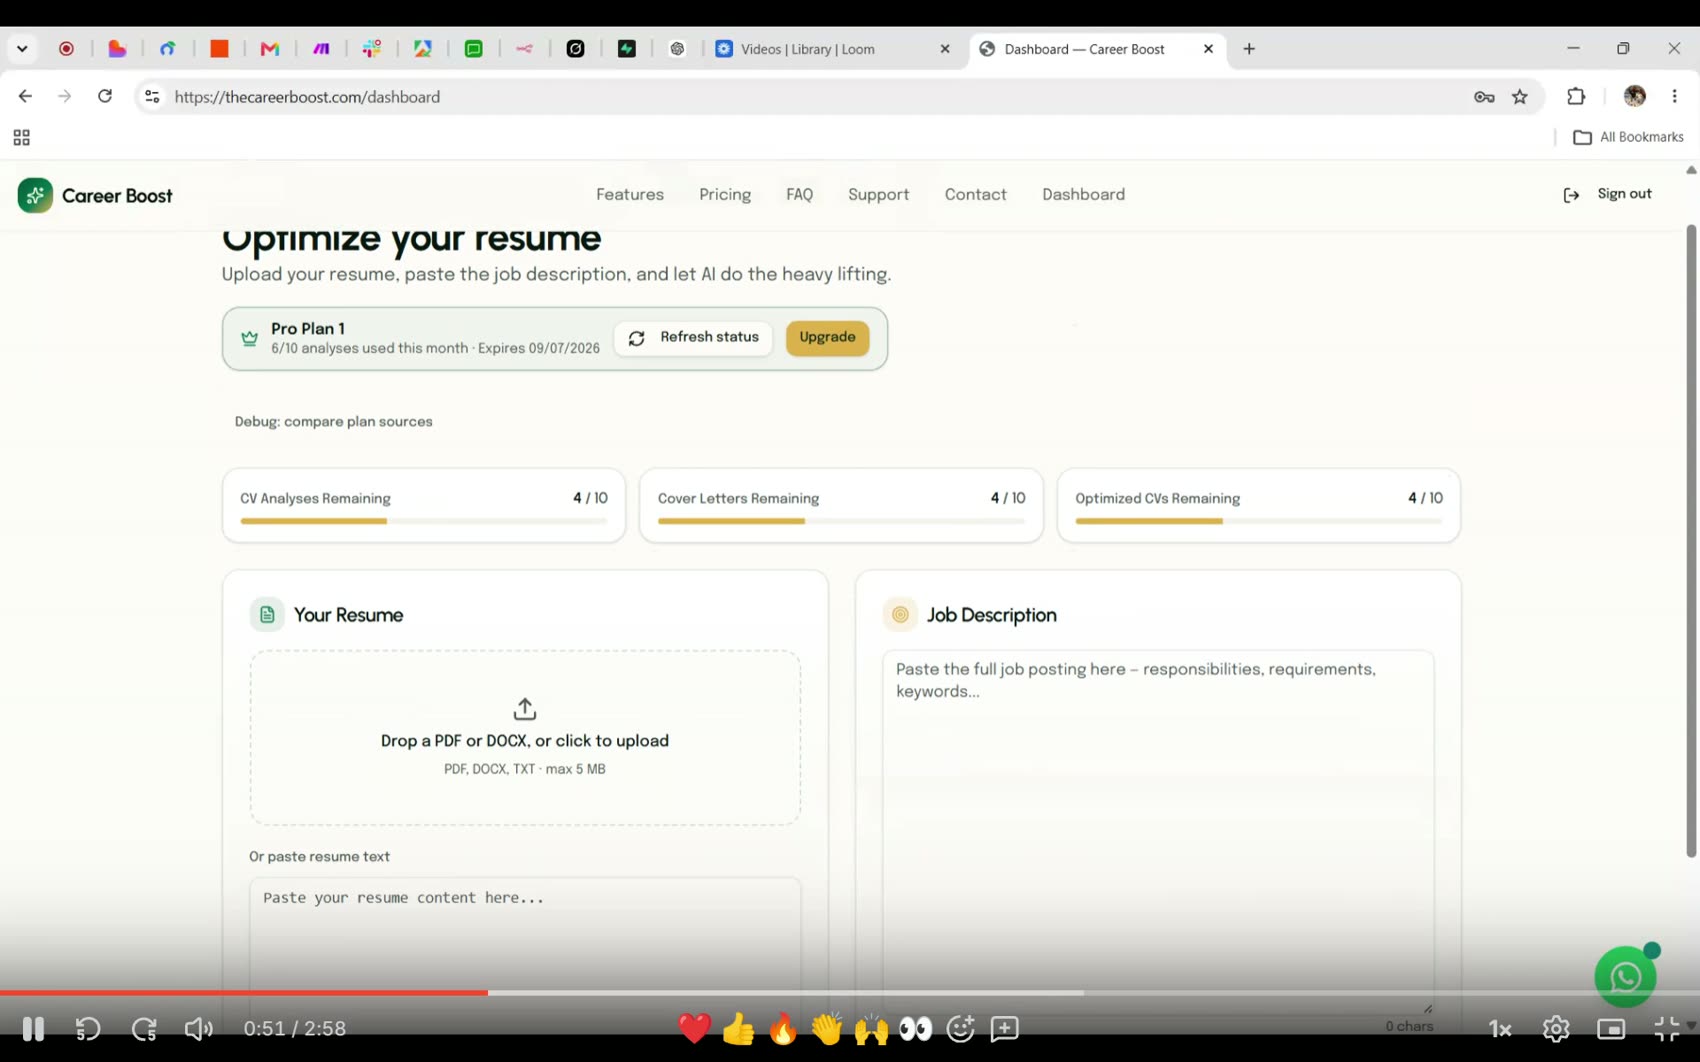 Videos | Library | Loom
Dashboard — Career Boost
https://thecareerboost.com/dashboard
All Bookmarks
Career Boost
Features
Pricing
FAQ
Support
Contact
Dashboard
Sign out
Optimize your resume
Upload your resume, paste the job description, and let AI do the heavy lifting.
Pro Plan 1
6/10 analyses used this month · Expires 09/07/2026
Refresh status
Upgrade
Debug: compare plan sources
CV Analyses Remaining
4 / 10
Cover Letters Remaining
4 / 10
Optimized CVs Remaining
4 / 10
Your Resume
Drop a PDF or DOCX, or click to upload
PDF, DOCX, TXT · max 5 MB
Or paste resume text
Paste your resume content here...
Job Description
Paste the full job posting here – responsibilities, requirements,
keywords...
0 chars
5
5
0:51 / 2:58
1x